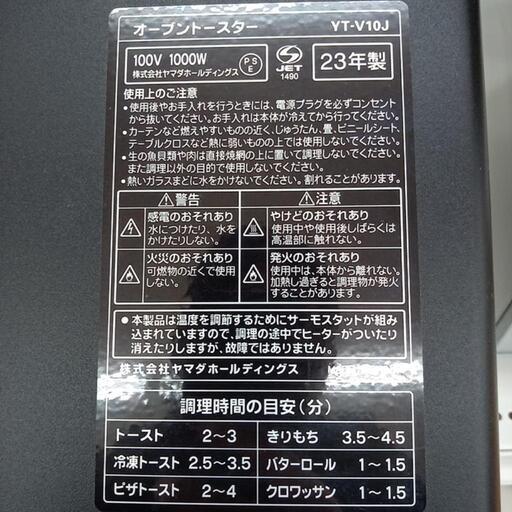 オーブントースター YT-V10J
100V 1000W
株式会社ヤマダホールディングス
PS
E
JET
1490
23年製
使用上のご注意
●使用後やお手入れを行うときには、電源プラグを必ずコンセント
から抜いてください。お手入れは本体が冷えてから行ってください。
●カーテンなど燃えやすいものの近く、じゅうたん、畳、ビニールシート、
テーブルクロスなど熱に弱いものの上では使用しないでください。
●生の魚貝類や肉は直接焼網の上に置いて調理しないでください。
また調理以外の目的で使用しないでください。
●熱いガラスまどに水をかけないでください。割れることがあります。
⚠警告
感電のおそれあり
水につけたり、水を
かけたりしない。
火災のおそれあり
可燃物の近くで使用
しない。
⚠注意
やけどのおそれあり
使用中や使用後しばらくは
高温部に触れない。
発火のおそれあり
使用中は、本体から離れない。
加熱し過ぎると調理物が発火
することがあります。
●本製品は温度を調節するためにサーモスタットが組み
込まれていますので、調理の途中でヒーターがついたり
消えたりしますが、故障ではありません。
株式会社ヤマダホールディングス
調理時間の目安(分)
トースト 2~3 きりもち 3.5~4.5
冷凍トースト 2.5~3.5 バターロール 1~1.5
ピザトースト 2~4 クロワッサン 1~1.5